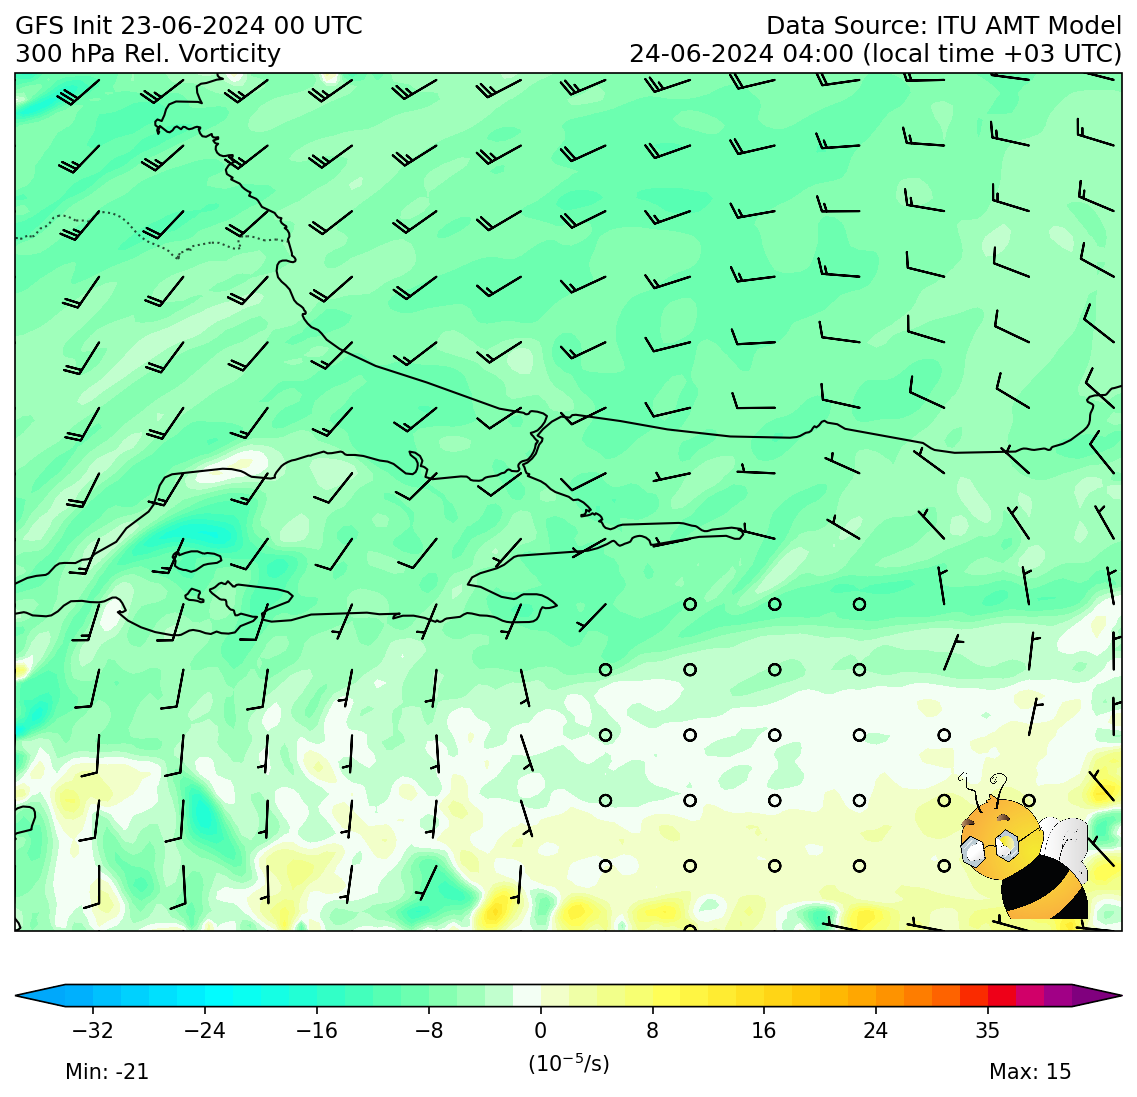 GFS Init 23-06-2024 00 UTC
Data Source: ITU AMT Model
300 hPa Rel. Vorticity
24-06-2024 04:00 (local time +03 UTC)
−32 −24 −16 −8 0 8 16 24 35
(10⁻⁵/s)
Min: -21
Max: 15